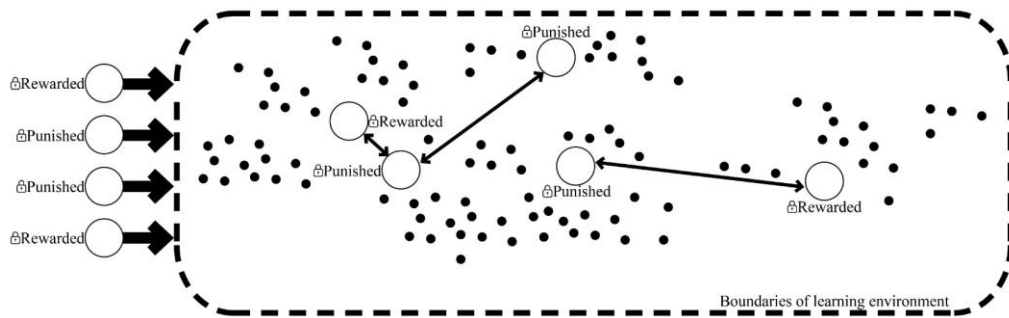 Punished
Rewarded
Rewarded
Punished
Punished
Punished
Punished
Rewarded
Rewarded
Boundaries of learning environment